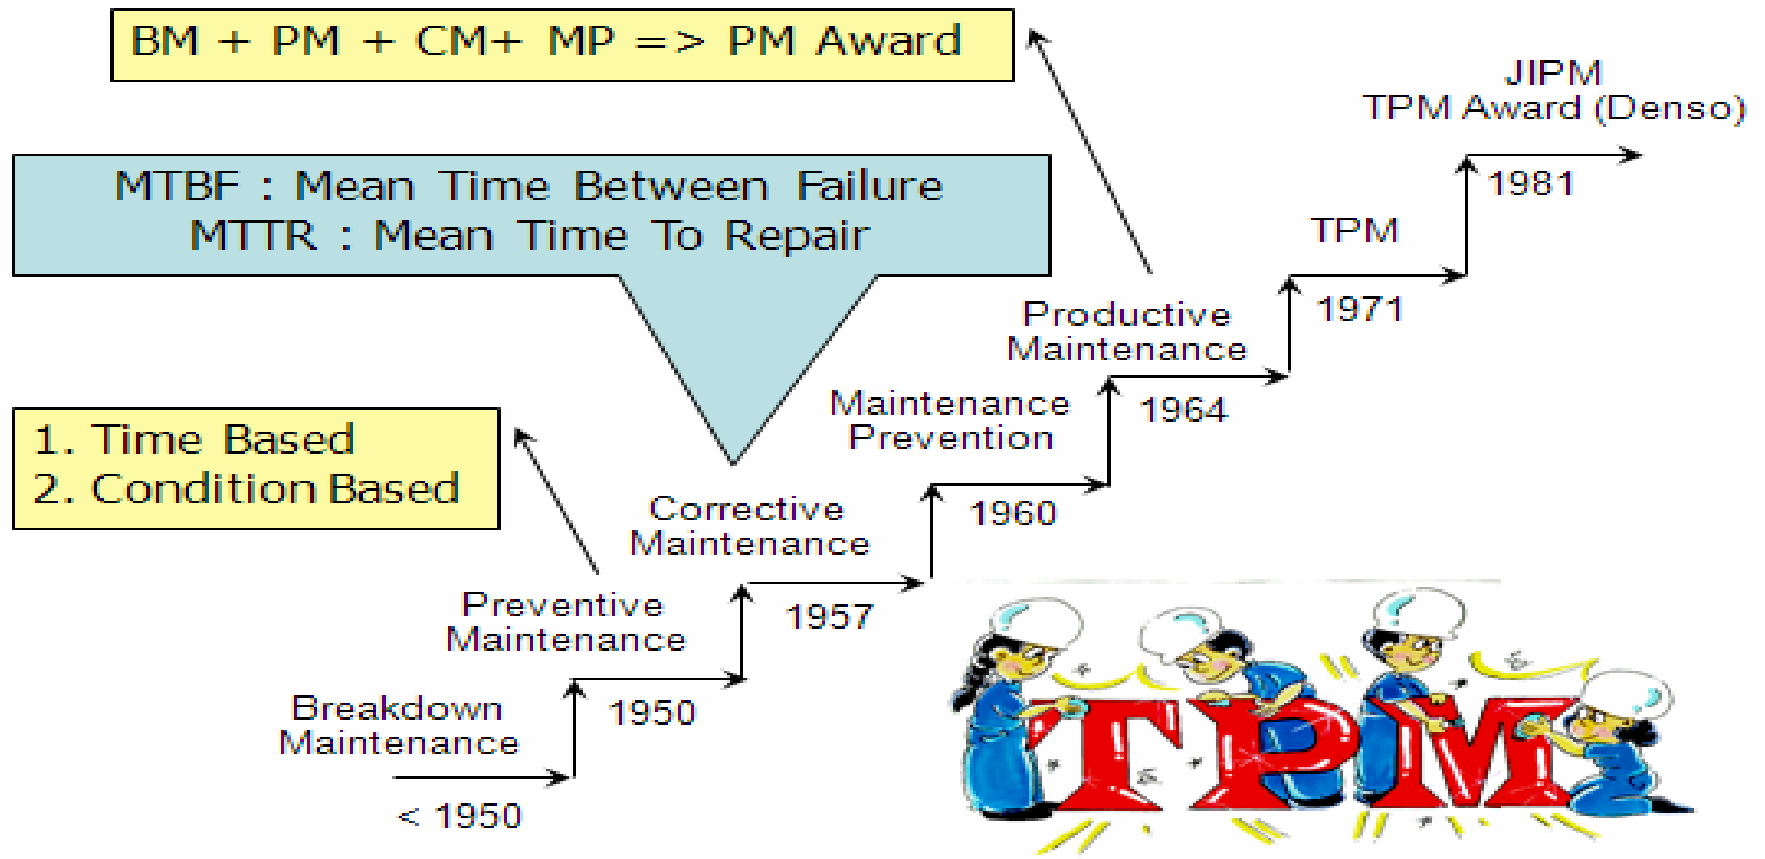 BM + PM + CM+ MP => PM Award
JIPM
TPM Award (Denso)
1981
MTBF : Mean Time Between Failure
MTTR : Mean Time To Repair
TPM
1971
Productive
Maintenance
1964
Maintenance
Prevention
1960
1. Time Based
2. Condition Based
Corrective
Maintenance
1957
Preventive
Maintenance
1950
Breakdown
Maintenance
< 1950
TPM